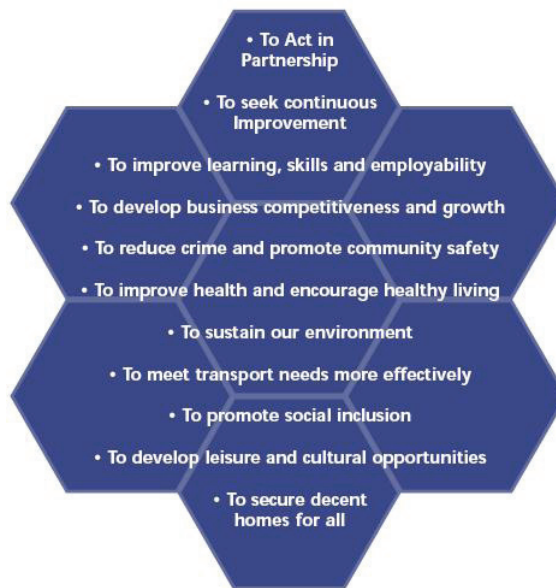 • To Act in
Partnership
• To seek continuous
Improvement
• To improve learning, skills and employability
• To develop business competitiveness and growth
• To reduce crime and promote community safety
• To improve health and encourage healthy living
• To sustain our environment
• To meet transport needs more effectively
• To promote social inclusion
• To develop leisure and cultural opportunities
• To secure decent
homes for all